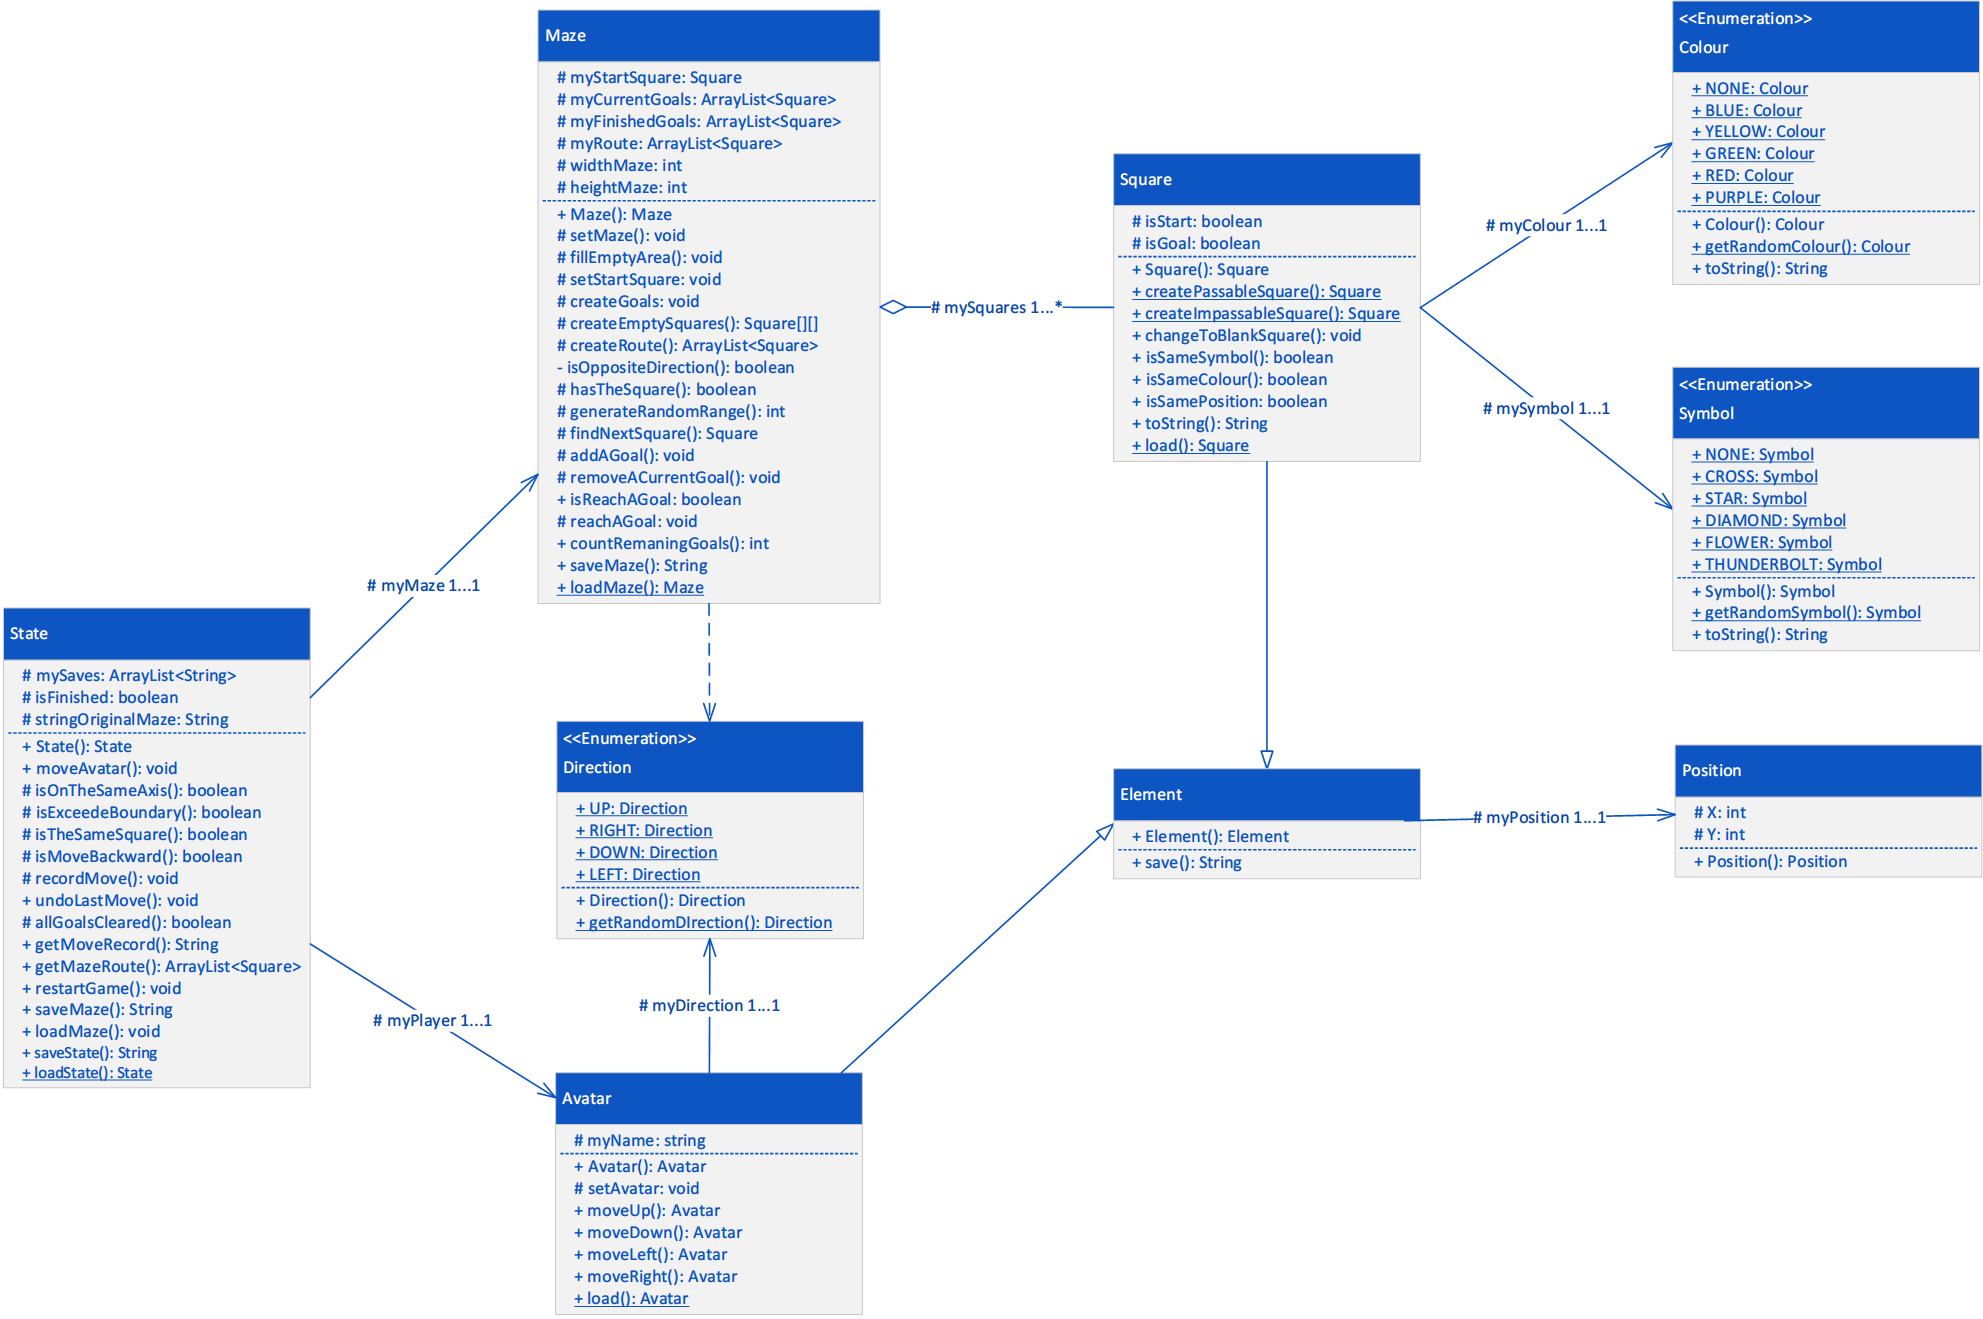 Maze
# myStartSquare: Square
# myCurrentGoals: ArrayList<Square>
# myFinishedGoals: ArrayList<Square>
# myRoute: ArrayList<Square>
# widthMaze: int
# heightMaze: int
+ Maze(): Maze
# setMaze(): void
# fillEmptyArea(): void
# setStartSquare: void
# createGoals: void
# createEmptySquares(): Square[][]
# createRoute(): ArrayList<Square>
- isOppositeDirection(): boolean
# hasTheSquare(): boolean
# generateRandomRange(): int
# findNextSquare(): Square
# addAGoal(): void
# removeACurrentGoal(): void
+ isReachAGoal: boolean
# reachAGoal: void
+ countRemaningGoals(): int
+ saveMaze(): String
+ loadMaze(): Maze
# mySquares 1...*
Square
# isStart: boolean
# isGoal: boolean
+ Square(): Square
+ createPassableSquare(): Square
+ createImpassableSquare(): Square
+ changeToBlankSquare(): void
+ isSameSymbol(): boolean
+ isSameColour(): boolean
+ isSamePosition: boolean
+ toString(): String
+ load(): Square
# myColour 1...1
<<Enumeration>>
Colour
+ NONE: Colour
+ BLUE: Colour
+ YELLOW: Colour
+ GREEN: Colour
+ RED: Colour
+ PURPLE: Colour
+ Colour(): Colour
+ getRandomColour(): Colour
+ toString(): String
# mySymbol 1...1
<<Enumeration>>
Symbol
+ NONE: Symbol
+ CROSS: Symbol
+ STAR: Symbol
+ DIAMOND: Symbol
+ FLOWER: Symbol
+ THUNDERBOLT: Symbol
+ Symbol(): Symbol
+ getRandomSymbol(): Symbol
+ toString(): String
# myMaze 1...1
State
# mySaves: ArrayList<String>
# isFinished: boolean
# stringOriginalMaze: String
+ State(): State
+ moveAvatar(): void
# isOnTheSameAxis(): boolean
# isExceedeBoundary(): boolean
# isTheSameSquare(): boolean
# isMoveBackward(): boolean
# recordMove(): void
+ undoLastMove(): void
# allGoalsCleared(): boolean
+ getMoveRecord(): String
+ getMazeRoute(): ArrayList<Square>
+ restartGame(): void
+ saveMaze(): String
+ loadMaze(): void
+ saveState(): String
+ loadState(): State
<<Enumeration>>
Direction
+ UP: Direction
+ RIGHT: Direction
+ DOWN: Direction
+ LEFT: Direction
+ Direction(): Direction
+ getRandomDIrection(): Direction
Element
+ Element(): Element
+ save(): String
# myPosition 1...1
Position
# X: int
# Y: int
+ Position(): Position
# myDirection 1...1
# myPlayer 1...1
Avatar
# myName: string
+ Avatar(): Avatar
# setAvatar: void
+ moveUp(): Avatar
+ moveDown(): Avatar
+ moveLeft(): Avatar
+ moveRight(): Avatar
+ load(): Avatar